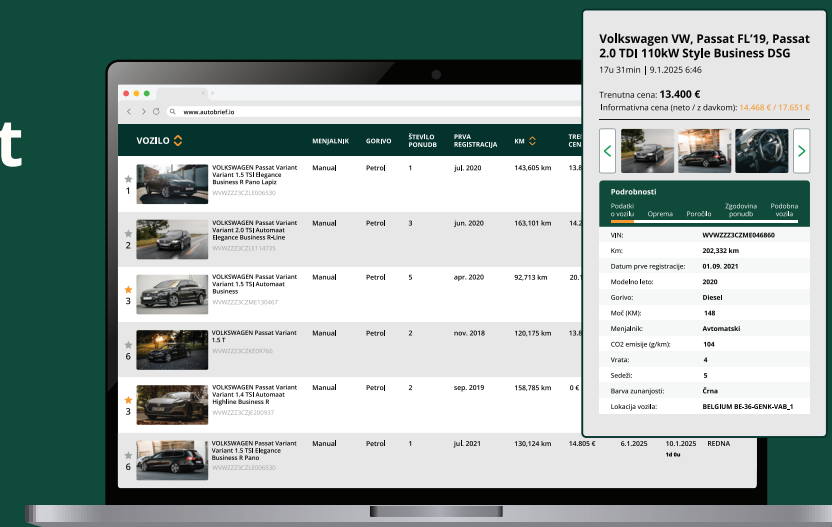 t
www.autobrief.io
VOZILO
MENJALNIK
GORIVO
ŠTEVILO
PONUDB
PRVA
REGISTRACIJA
KM
VOLKSWAGEN Passat Variant
Variant 1.5 TSI Elegance
Business R Pano Lapiz
WVWZZZ3CZLE006530
Manual
Petrol
1
jul. 2020
143,605 km
1
VOLKSWAGEN Passat Variant
Variant 2.0 TSI Automaat
Elegance Business R-Line
WVWZZZ3CZLE114735
Manual
Petrol
3
jun. 2020
163,101 km
2
VOLKSWAGEN Passat Variant
Variant 1.5 TSI Automaat
Business
WVWZZZ3CZME130467
Manual
Petrol
5
apr. 2020
92,713 km
3
VOLKSWAGEN Passat Variant
1.5 T
WVWZZZ3CZKE09766
Manual
Petrol
2
nov. 2018
120,175 km
6
VOLKSWAGEN Passat Variant
Variant 1.4 TSI Automaat
Highline Business R
WVWZZZ3CZJE200937
Manual
Petrol
2
sep. 2019
158,785 km
0 €
3
VOLKSWAGEN Passat Variant
Variant 1.5 TSI Elegance
Business R Pano
WVWZZZ3CZLE006530
Manual
Petrol
1
jul. 2021
130,124 km
14.805 €
6.1.2025
10.1.2025
1d 0u
REDNA
6
Volkswagen VW, Passat FL'19, Passat
2.0 TDI 110kW Style Business DSG
17u 31min | 9.1.2025 6:46
Trenutna cena: 13.400 €
Informativna cena (neto / z davkom): 14.468 € / 17.651 €
Podrobnosti
Podatki
o vozilu
Oprema
Poročilo
Zgodovina
ponudb
Podobna
vozila
VIN: WVWZZZ3CZME046860
Km: 202,332 km
Datum prve registracije: 01.09. 2021
Modelno leto: 2020
Gorivo: Diesel
Moč (KM): 148
Menjalnik: Avtomatski
CO2 emisije (g/km): 104
Vrata: 4
Sedeži: 5
Barva zunanjosti: Črna
Lokacija vozila: BELGIUM BE-36-GENK-VAB_1